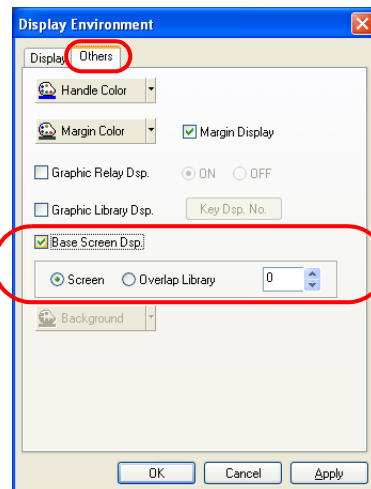 Display Environment
Display Others
Handle Color
Margin Color Margin Display
Graphic Relay Dsp. ON OFF
Graphic Library Dsp. Key Dsp. No.
Base Screen Dsp.
Screen Overlap Library 0
Background
OK Cancel Apply